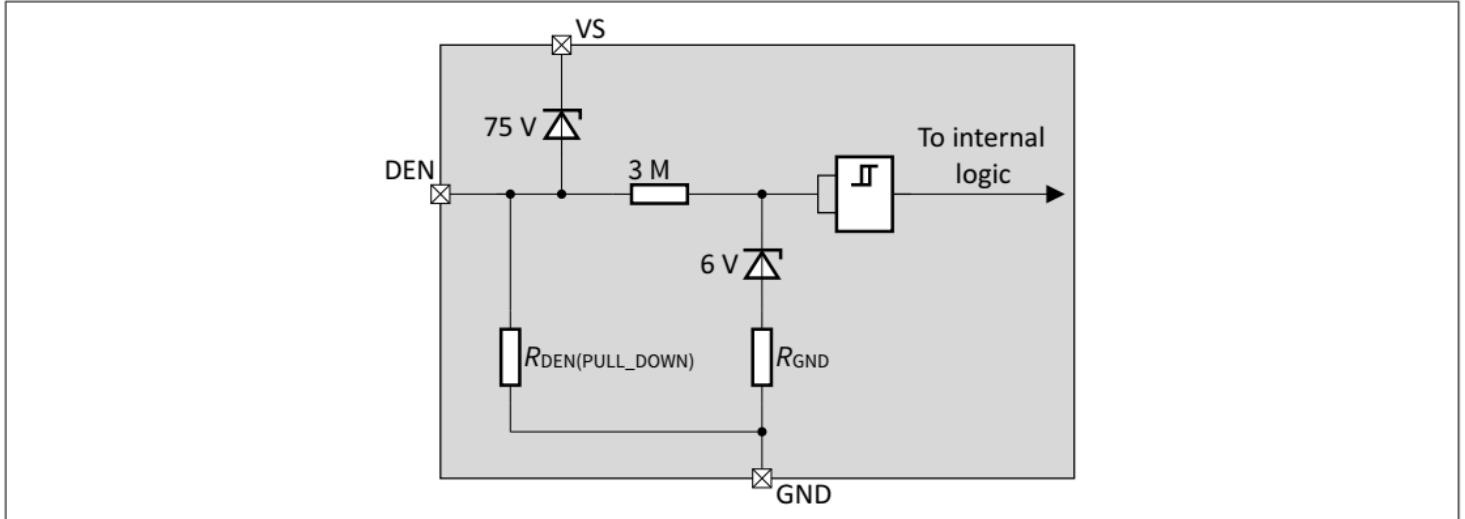 VS
75 V
DEN
3 M
To internal
logic
6 V
RDEN(PULL_DOWN)
RGND
GND